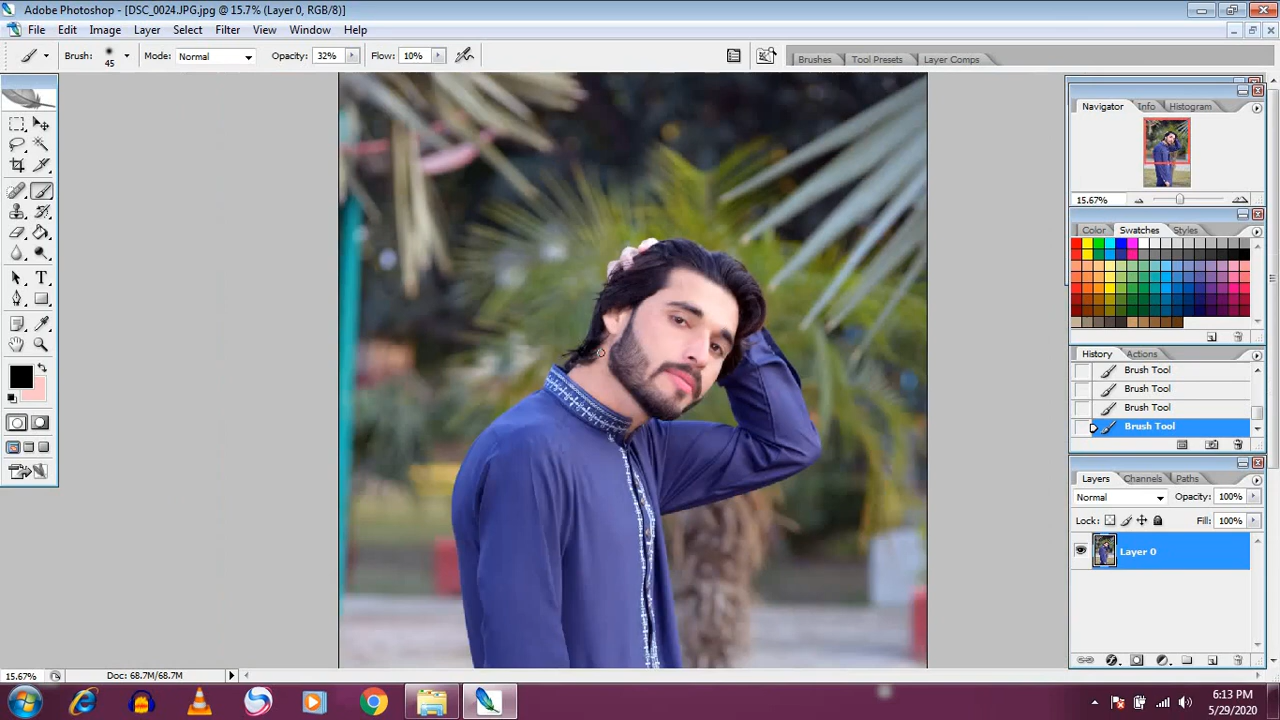 Adobe Photoshop - [DSC_0024.JPG.jpg @ 15.7% (Layer 0, RGB/8)]
File Edit Image Layer Select Filter View Window Help
Brush: 45 Mode: Normal Opacity: 32% Flow: 10% Brushes Tool Presets Layer Comps
Navigator Info Histogram
15.67%
Color Swatches Styles
History Actions
Brush Tool
Brush Tool
Brush Tool
Brush Tool
Layers Channels Paths
Normal Opacity: 100%
Lock: Fill: 100%
Layer 0
15.67% Doc: 68.7M/68.7M
6:13 PM
5/29/2020